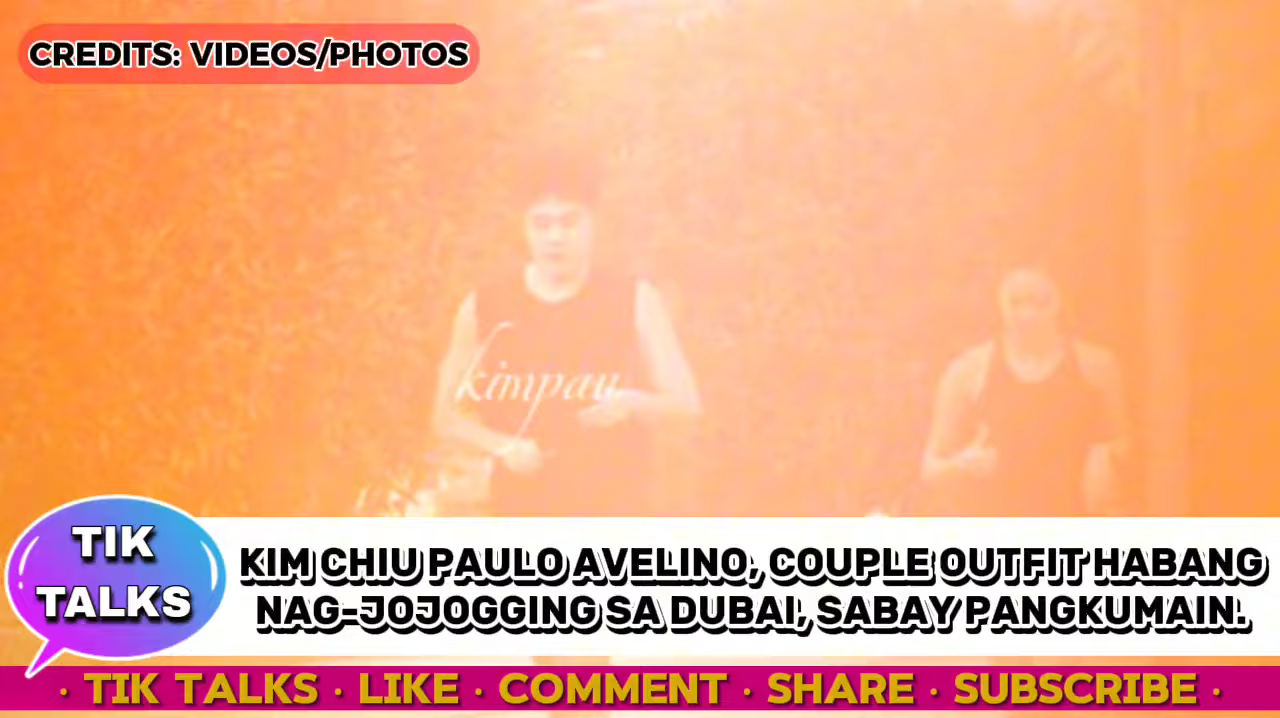 CREDITS: VIDEOS/PHOTOS
kimpau
TIK
TALKS
KIM CHIU PAULO AVELINO, COUPLE OUTFIT HABANG
NAG-JOJOGGING SA DUBAI, SABAY PANGKUMAIN.
· TIK TALKS · LIKE · COMMENT · SHARE · SUBSCRIBE ·